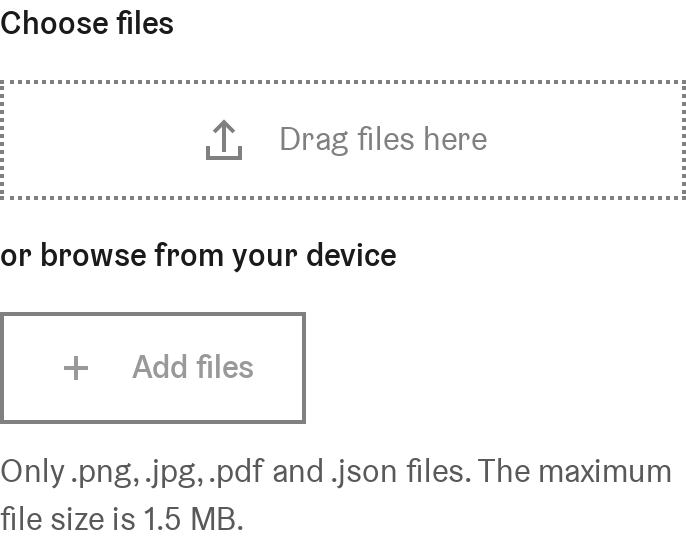 Choose files
Drag files here
or browse from your device
Add files
Only .png, .jpg, .pdf and .json files. The maximum
file size is 1.5 MB.